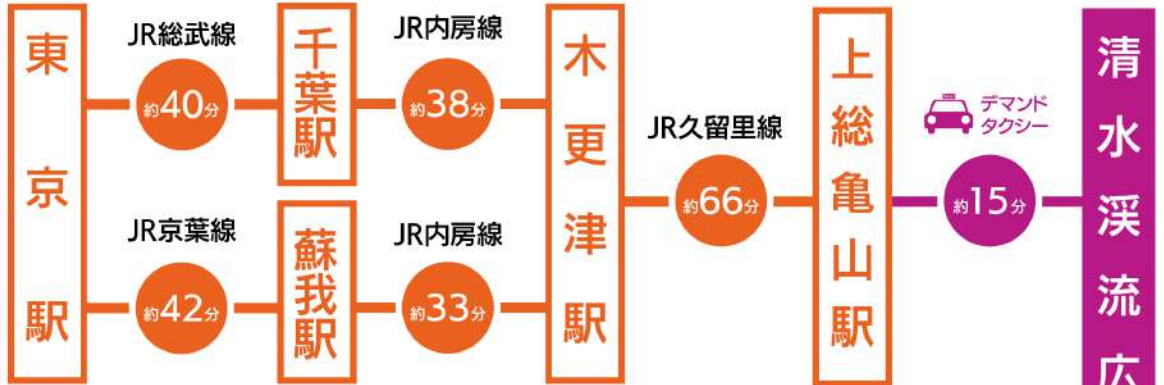 東京駅
JR総武線
約40分
千葉駅
JR内房線
約38分
JR京葉線
約42分
蘇我駅
JR内房線
約33分
木更津駅
JR久留里線
約66分
上総亀山駅
デマンド
タクシー
約15分
清水渓流広